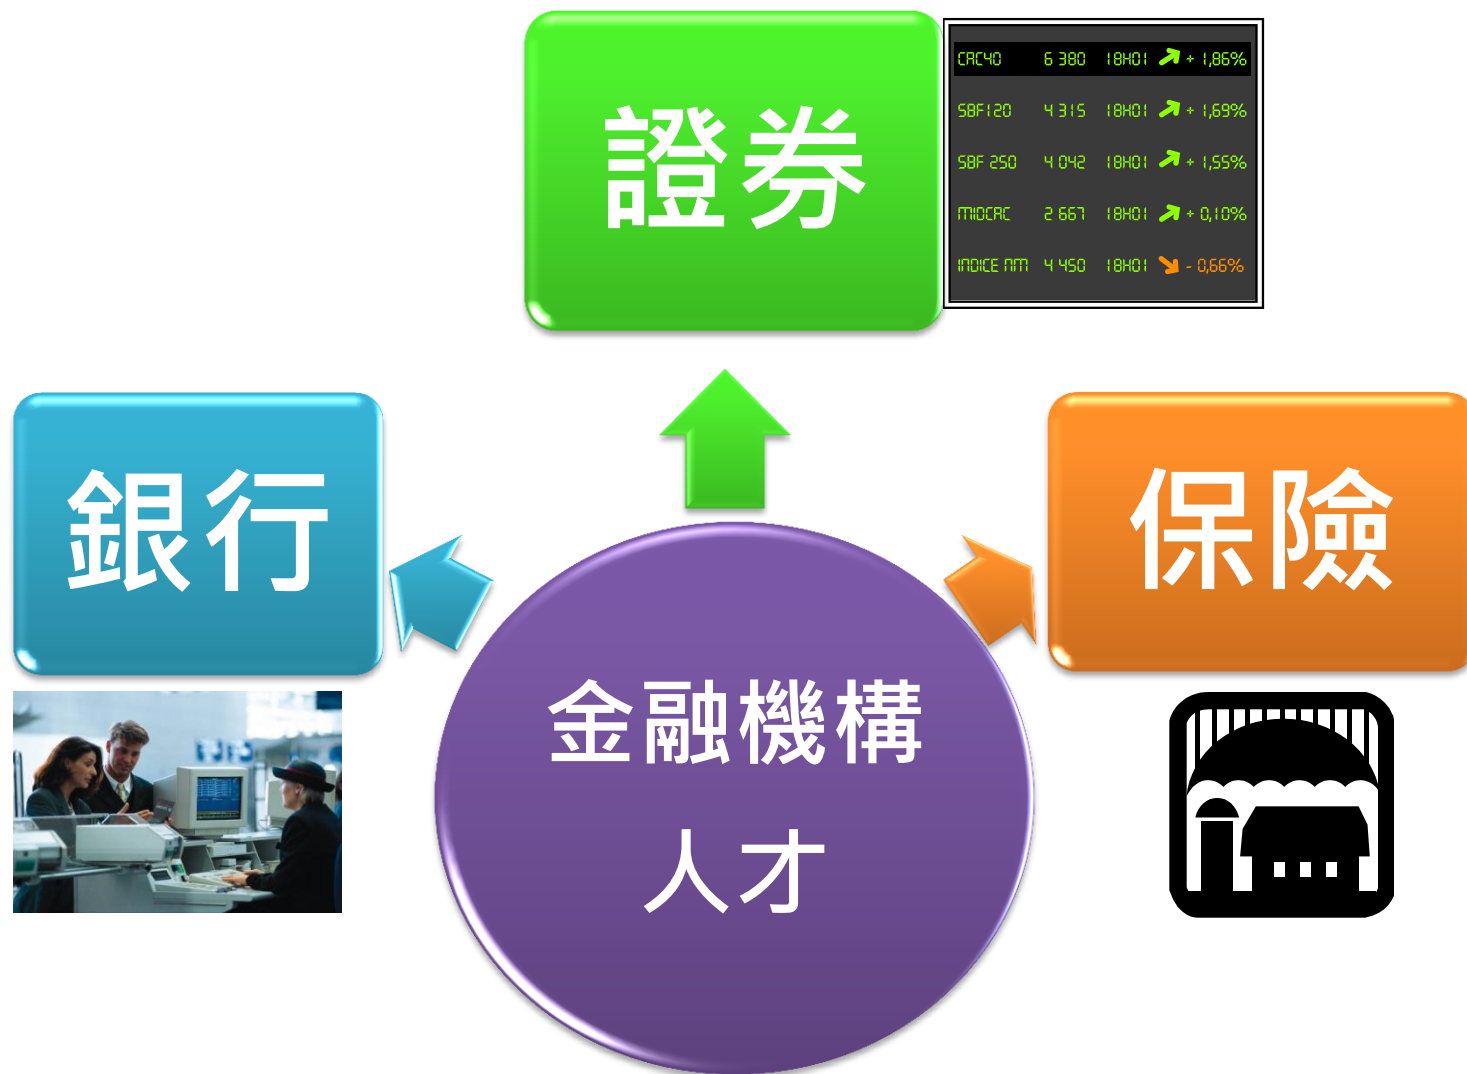 證券
CAC40 6 380 18H01 + 1,86%
SBF120 4 315 18H01 + 1,69%
SBF 250 4 042 18H01 + 1,55%
MIDCAC 2 667 18H01 + 0,10%
INDICE NM 4 450 18H01 - 0,66%
銀行
保險
金融機構
人才